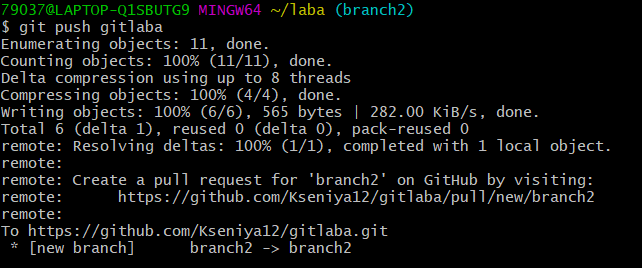 79037@LAPTOP-Q1SBUTG9 MINGW64 ~/laba (branch2)
$ git push gitlaba
Enumerating objects: 11, done.
Counting objects: 100% (11/11), done.
Delta compression using up to 8 threads
Compressing objects: 100% (4/4), done.
Writing objects: 100% (6/6), 565 bytes | 282.00 KiB/s, done.
Total 6 (delta 1), reused 0 (delta 0), pack-reused 0
remote: Resolving deltas: 100% (1/1), completed with 1 local object.
remote:
remote: Create a pull request for 'branch2' on GitHub by visiting:
remote:      https://github.com/Kseniya12/gitlaba/pull/new/branch2
remote:
To https://github.com/Kseniya12/gitlaba.git
 * [new branch]      branch2 -> branch2